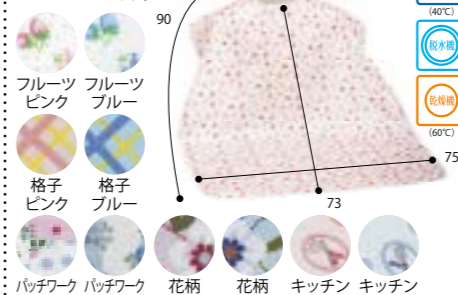 90
(40℃)
脱水機
乾燥機
(60℃)
フルーツ
ピンク
フルーツ
ブルー
75
73
格子
ピンク
格子
ブルー
パッチワーク
パッチワーク
花柄
花柄
キッチン
キッチン